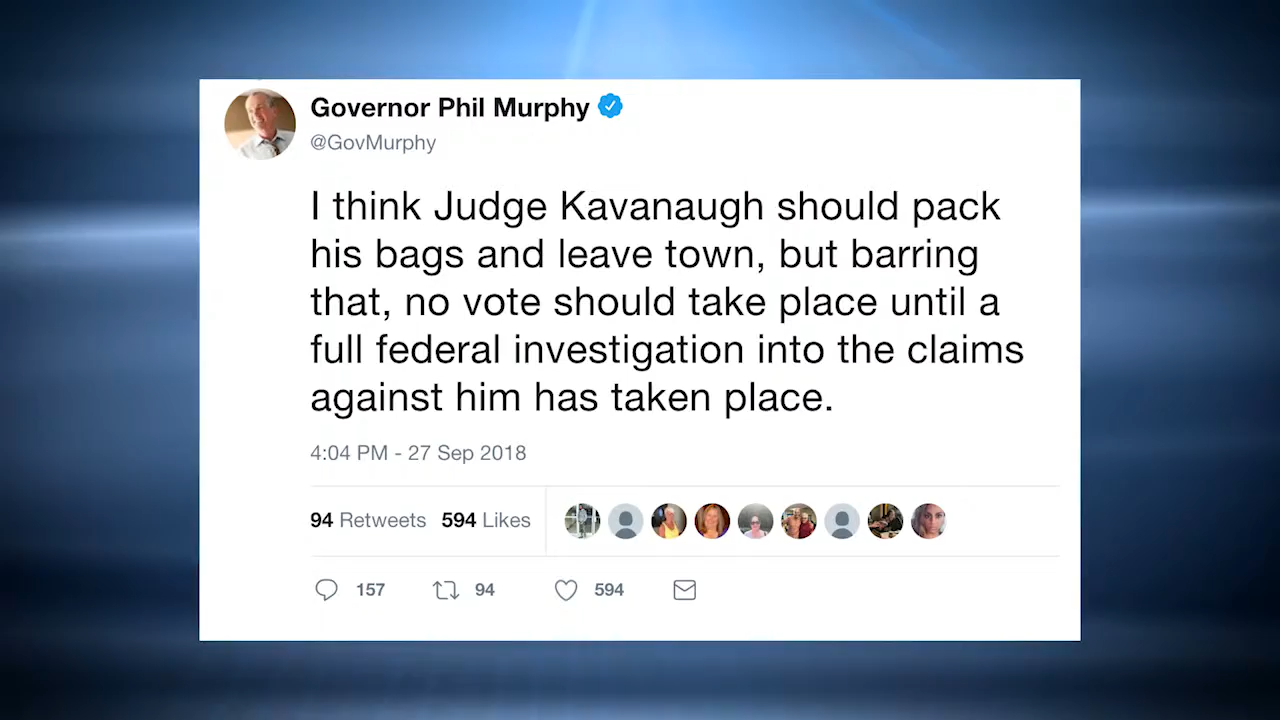 Governor Phil Murphy
@GovMurphy
I think Judge Kavanaugh should pack
his bags and leave town, but barring
that, no vote should take place until a
full federal investigation into the claims
against him has taken place.
4:04 PM - 27 Sep 2018
94 Retweets 594 Likes
157 94 594